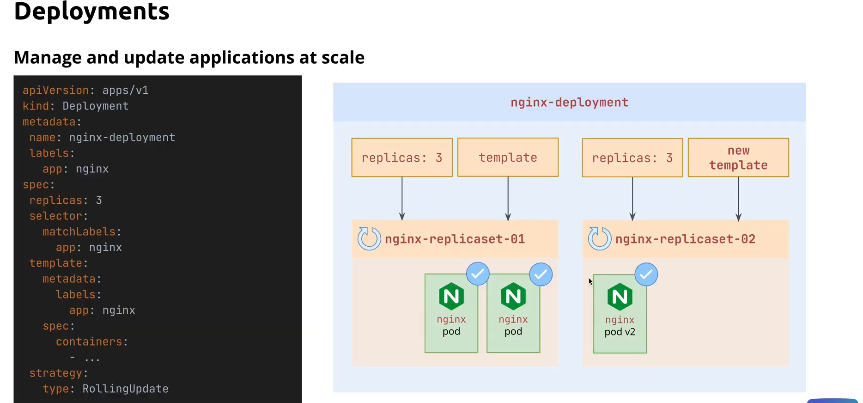 Deployments
Manage and update applications at scale
apiVersion: apps/v1
kind: Deployment
metadata:
name: nginx-deployment
labels:
app: nginx
spec:
replicas: 3
selector:
matchLabels:
app: nginx
template:
metadata:
labels:
app: nginx
spec:
containers:
- ...
strategy:
type: RollingUpdate
nginx-deployment
replicas: 3
template
replicas: 3
new
template
nginx-replicaset-01
nginx-replicaset-02
N
nginx
pod
N
nginx
pod
N
nginx
pod v2